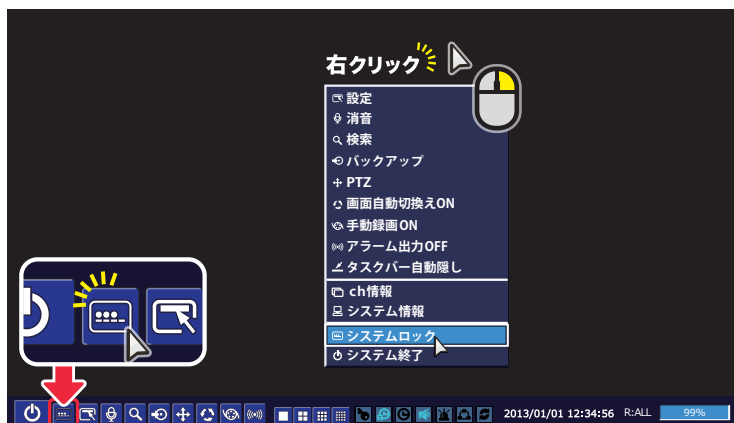 右クリック
設定
消音
検索
バックアップ
PTZ
画面自動切換えON
手動録画ON
アラーム出力OFF
タスクバー自動隠し
ch情報
システム情報
システムロック
システム終了
2013/01/01 12:34:56 R:ALL 99%